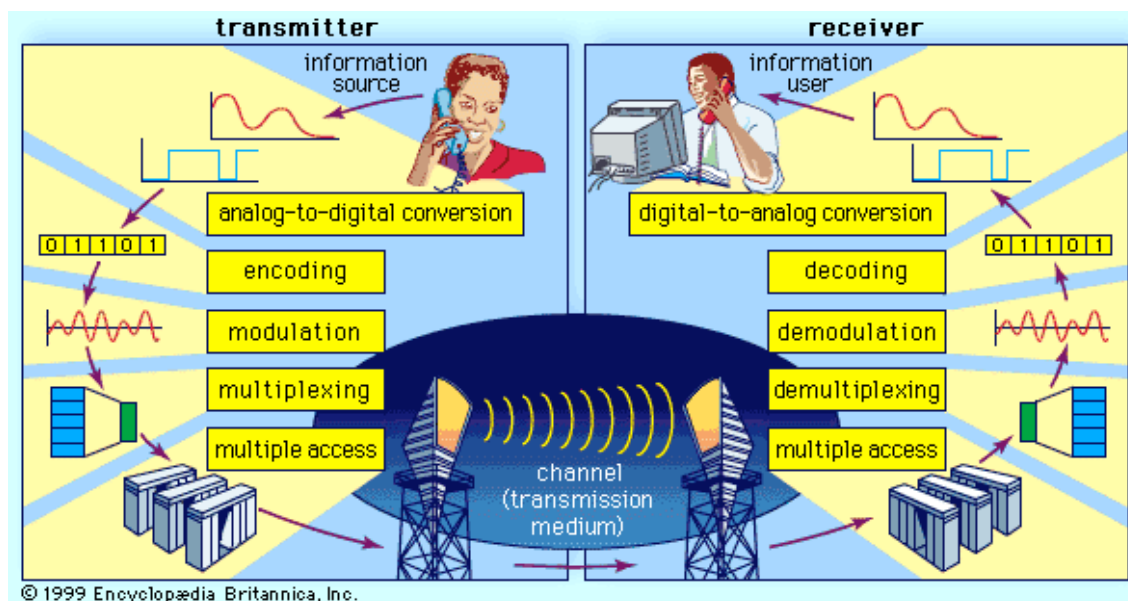 transmitter
information
source
analog-to-digital conversion
0 1 1 0 1
encoding
modulation
multiplexing
multiple access
channel
(transmission
medium)
receiver
information
user
digital-to-analog conversion
0 1 1 0 1
decoding
demodulation
demultiplexing
multiple access
© 1999 Encyclopædia Britannica, Inc.